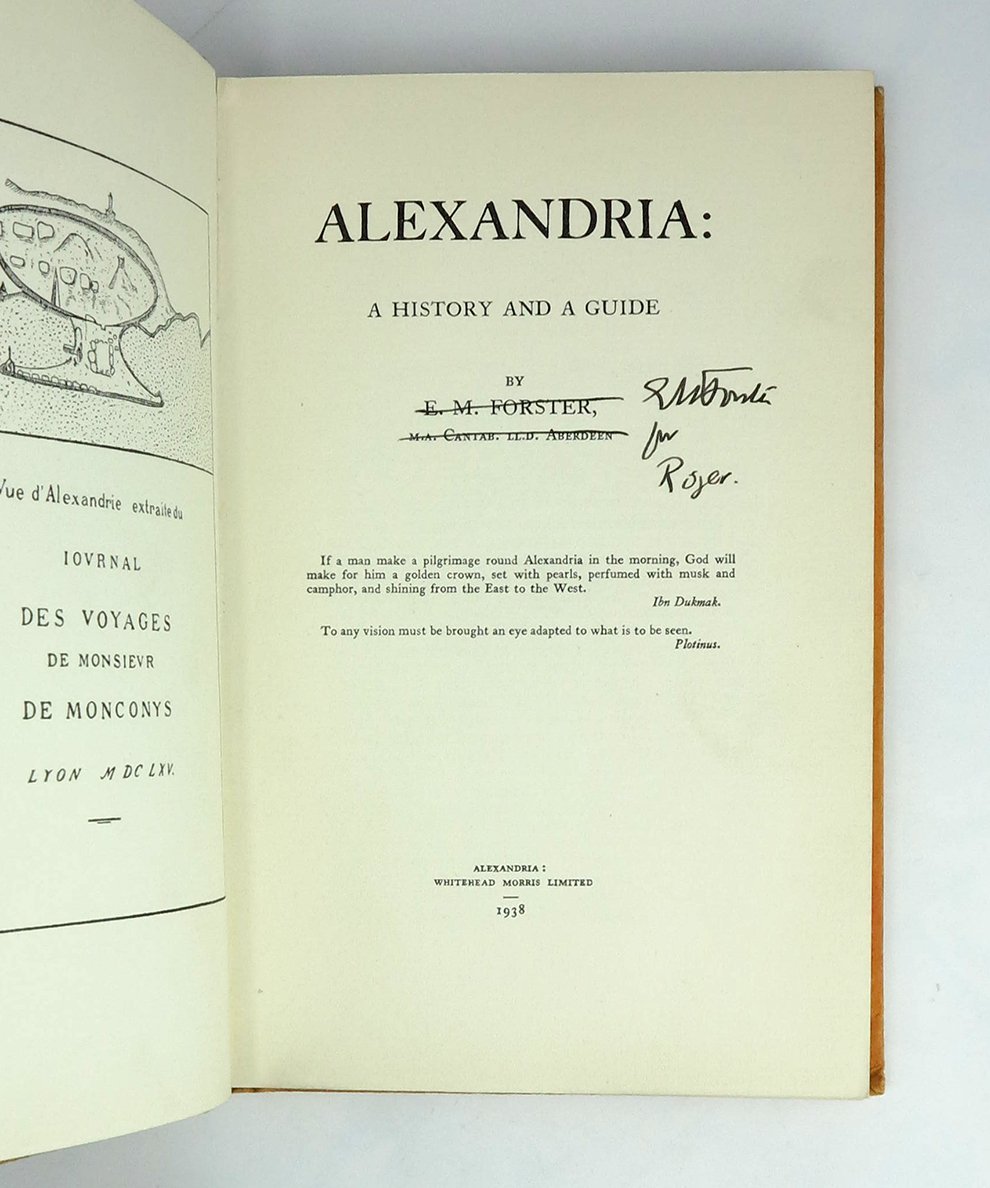 Vue d'Alexandrie extraite du
IOVRNAL
DES VOYAGES
DE MONSIEVR
DE MONCONYS
LYON MDCLXV.
ALEXANDRIA:
A HISTORY AND A GUIDE
BY
E. M. FORSTER,
M.A. CANTAB. LL.D. ABERDEEN
EMForster
for
Roger.
If a man make a pilgrimage round Alexandria in the morning, God will
make for him a golden crown, set with pearls, perfumed with musk and
camphor, and shining from the East to the West.
Ibn Dukmak.
To any vision must be brought an eye adapted to what is to be seen.
Plotinus.
ALEXANDRIA:
WHITEHEAD MORRIS LIMITED
1938